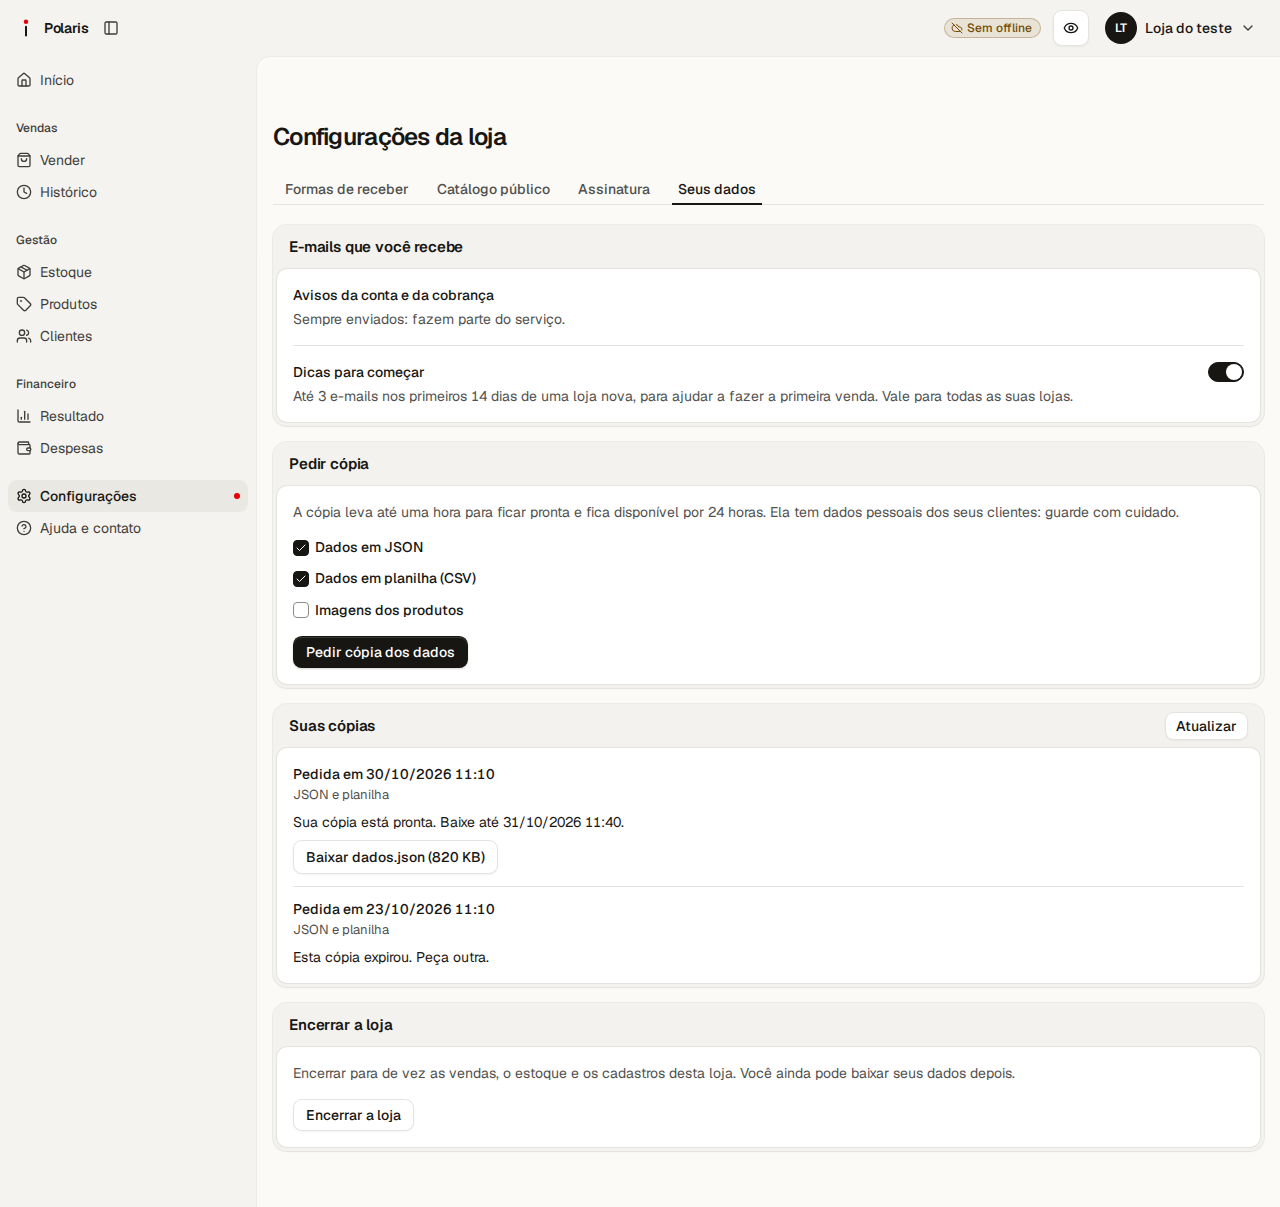 Polaris
Sem offline
LT
Loja do teste
Início
Vendas
Vender
Histórico
Gestão
Estoque
Produtos
Clientes
Financeiro
Resultado
Despesas
Configurações
Ajuda e contato
Configurações da loja
Formas de receber
Catálogo público
Assinatura
Seus dados
E-mails que você recebe
Avisos da conta e da cobrança
Sempre enviados: fazem parte do serviço.
Dicas para começar
Até 3 e-mails nos primeiros 14 dias de uma loja nova, para ajudar a fazer a primeira venda. Vale para todas as suas lojas.
Pedir cópia
A cópia leva até uma hora para ficar pronta e fica disponível por 24 horas. Ela tem dados pessoais dos seus clientes: guarde com cuidado.
Dados em JSON
Dados em planilha (CSV)
Imagens dos produtos
Pedir cópia dos dados
Suas cópias
Atualizar
Pedida em 30/10/2026 11:10
JSON e planilha
Sua cópia está pronta. Baixe até 31/10/2026 11:40.
Baixar dados.json (820 KB)
Pedida em 23/10/2026 11:10
JSON e planilha
Esta cópia expirou. Peça outra.
Encerrar a loja
Encerrar para de vez as vendas, o estoque e os cadastros desta loja. Você ainda pode baixar seus dados depois.
Encerrar a loja